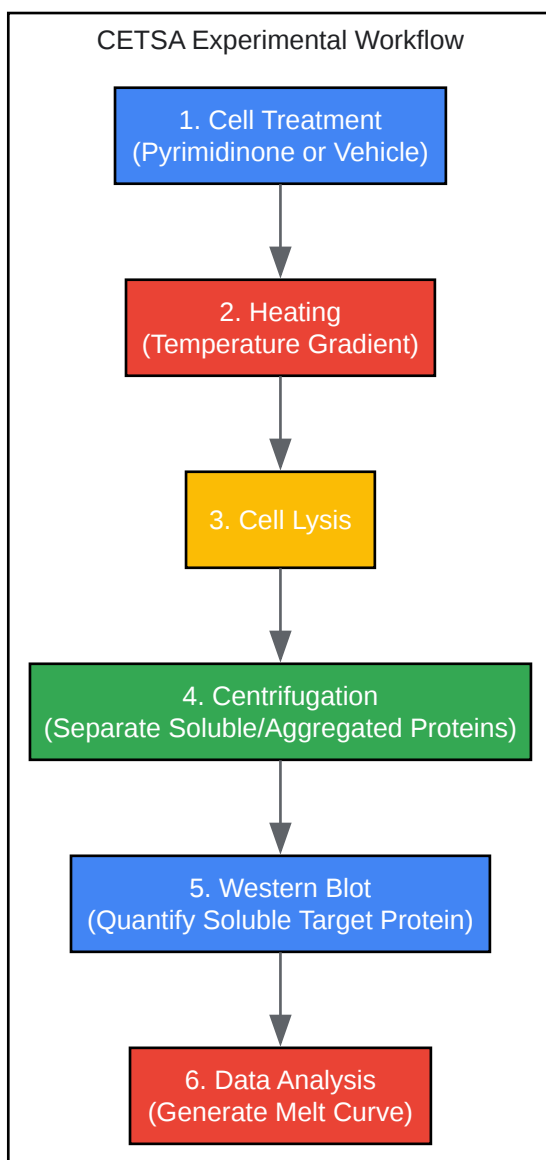 CETSA Experimental Workflow
1. Cell Treatment
(Pyrimidinone or Vehicle)
2. Heating
(Temperature Gradient)
3. Cell Lysis
4. Centrifugation
(Separate Soluble/Aggregated Proteins)
5. Western Blot
(Quantify Soluble Target Protein)
6. Data Analysis
(Generate Melt Curve)